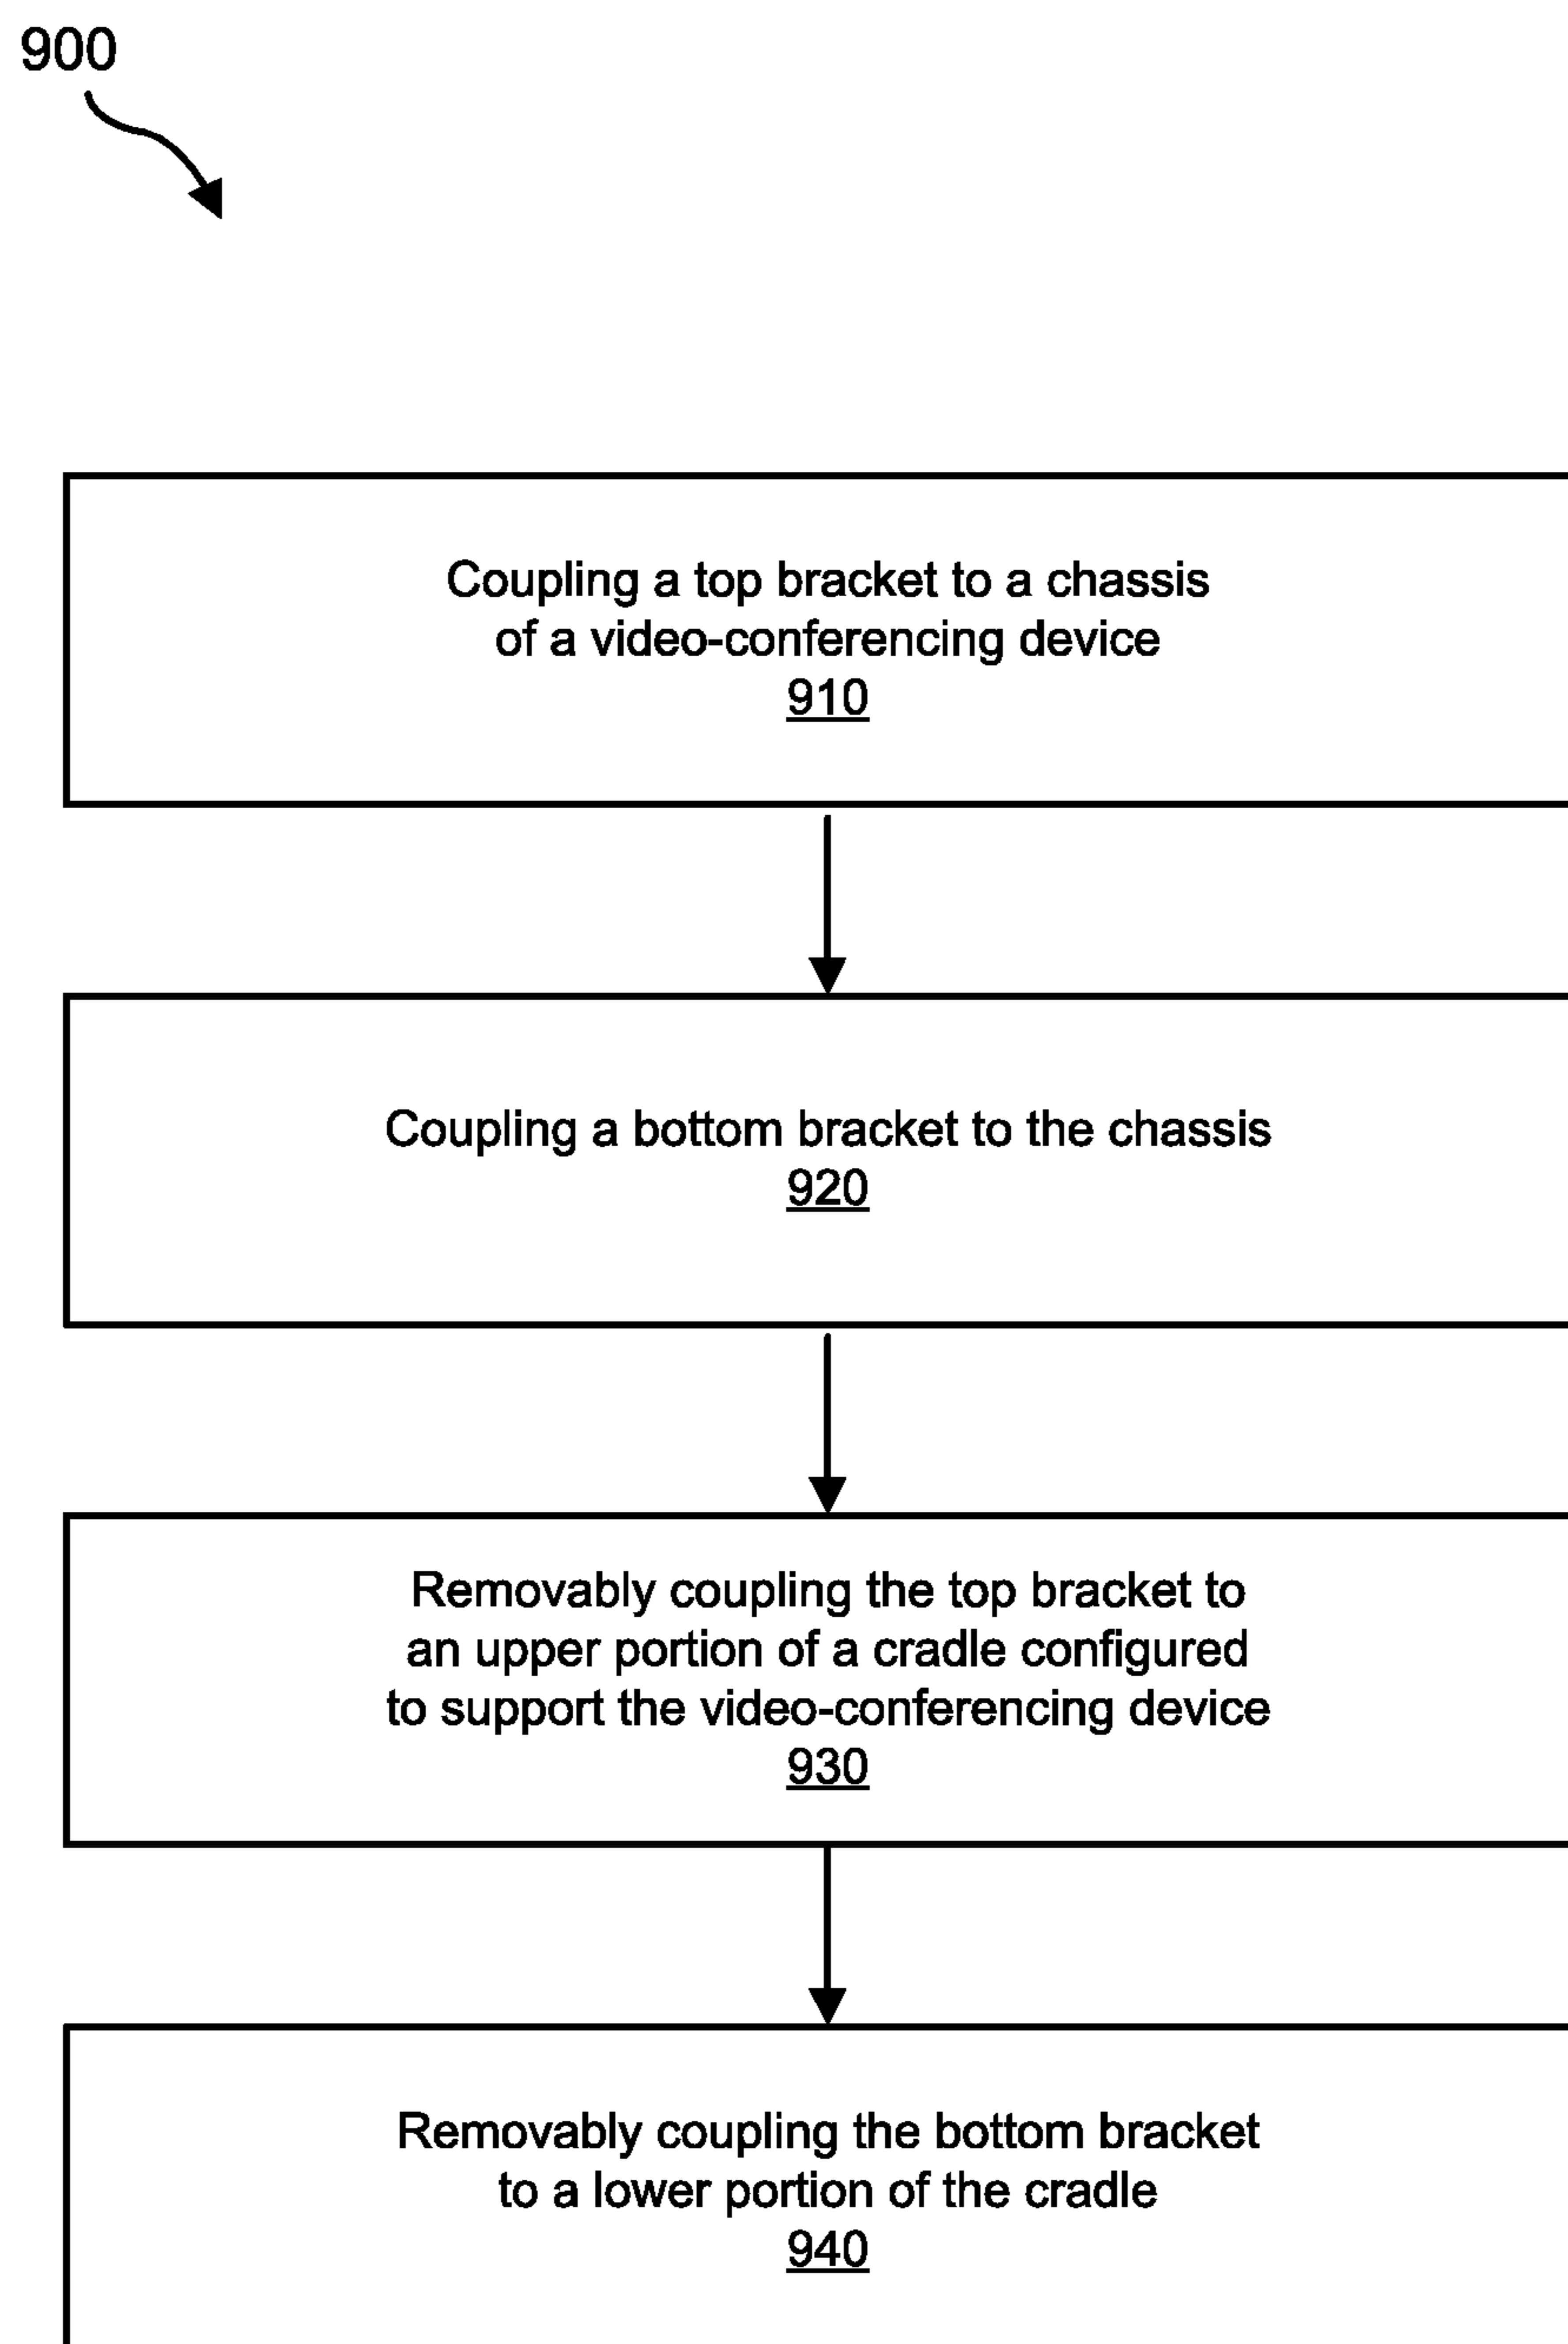 900
Coupling a top bracket to a chassis
of a video-conferencing device
910
Coupling a bottom bracket to the chassis
920
Removably coupling the top bracket to
an upper portion of a cradle configured
to support the video-conferencing device
930
Removably coupling the bottom bracket
to a lower portion of the cradle
940